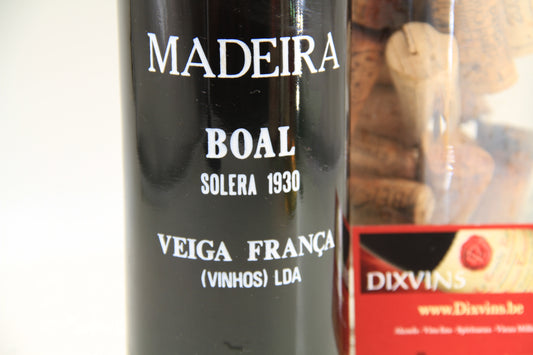 MADEIRA
BOAL
SOLERA 1930
VEIGA FRANÇA
(VINHOS) LDA
DIXVINS
www.Dixvins.be